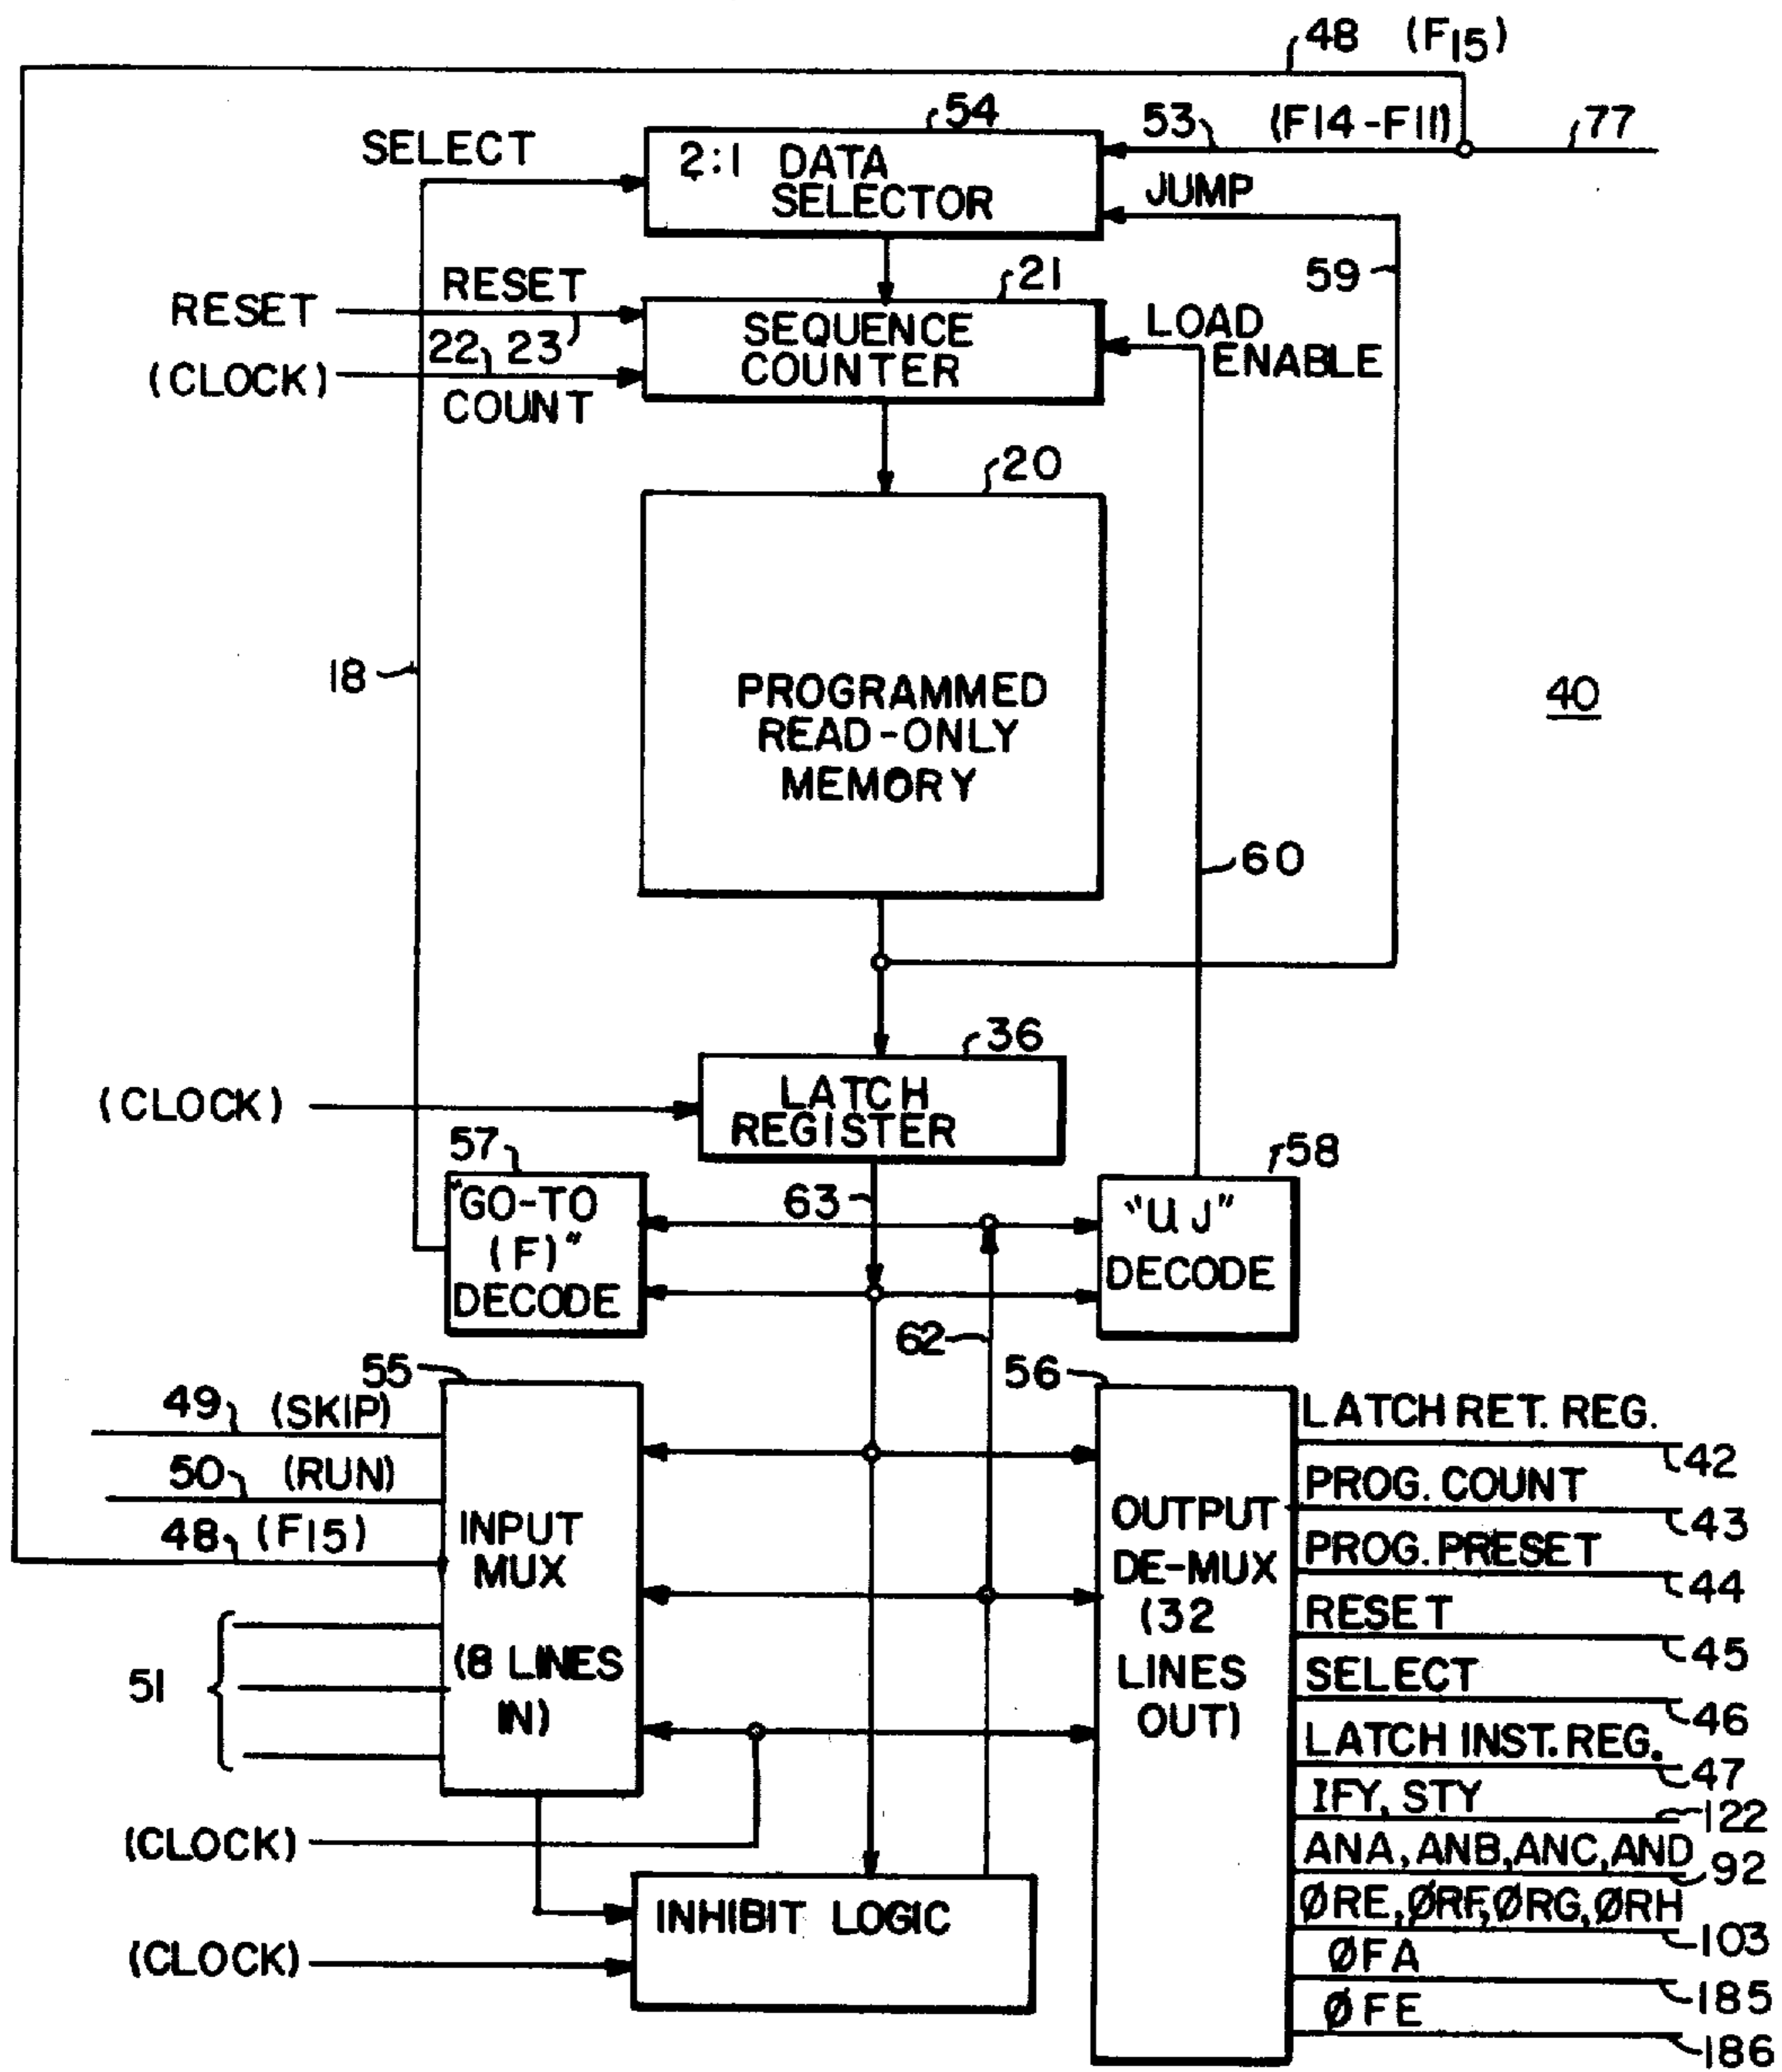 48 (F15)
54
53 (F14-F11) 77
SELECT
2:1 DATA
SELECTOR
JUMP
59
RESET
RESET
21
22 23
(CLOCK)
COUNT
SEQUENCE
COUNTER
LOAD
ENABLE
20
18
PROGRAMMED
READ-ONLY
MEMORY
40
60
36
(CLOCK)
LATCH
REGISTER
57
58
"GO-TO
(F)"
DECODE
63
"UJ"
DECODE
62
55
56
49 (SKIP)
50 (RUN)
48 (F15)
51
INPUT
MUX
(8 LINES
IN)
OUTPUT
DE-MUX
(32
LINES
OUT)
LATCH RET. REG.
42
PROG. COUNT
43
PROG. PRESET
44
RESET
45
SELECT
46
LATCH INST. REG.
47
IFY, STY
122
ANA, ANB, ANC, AND
92
ØRE, ØRF, ØRG, ØRH
103
ØFA
185
ØFE
186
(CLOCK)
INHIBIT LOGIC
(CLOCK)